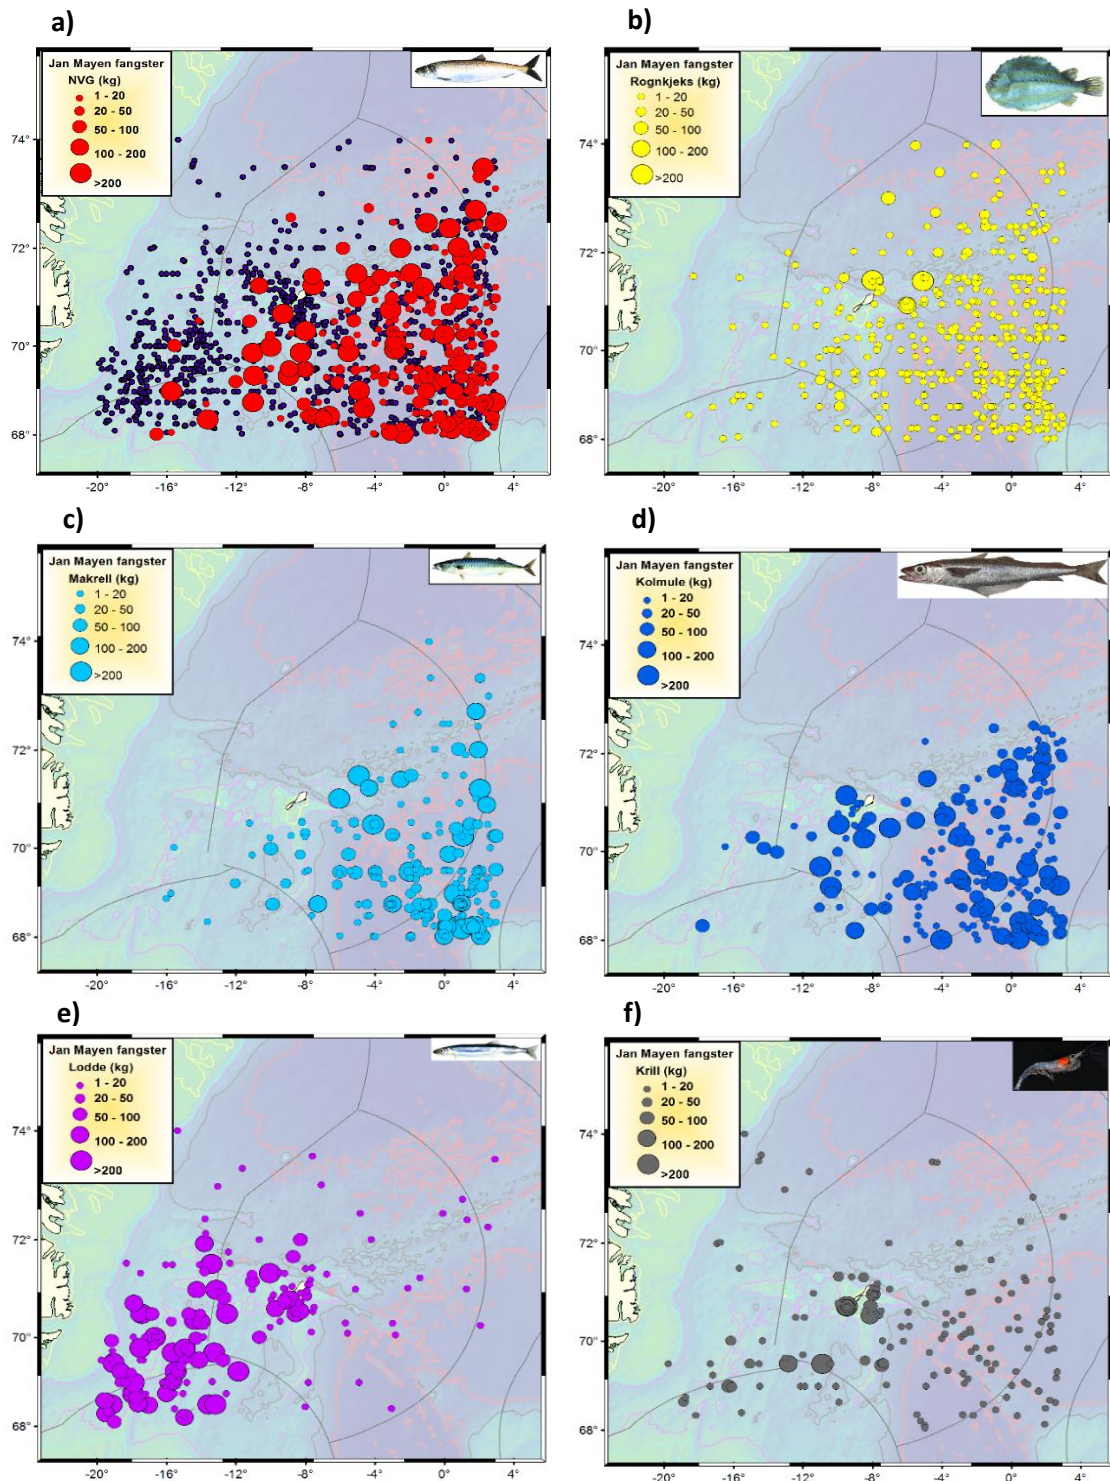 a)
Jan Mayen fangster
NVG (kg)
1 - 20
20 - 50
50 - 100
100 - 200
>200
74°
72°
70°
68°
-20°
-16°
-12°
-8°
-4°
0°
4°
b)
Jan Mayen fangster
Rognkjeks (kg)
1 - 20
20 - 50
50 - 100
100 - 200
>200
74°
72°
70°
68°
-20°
-16°
-12°
-8°
-4°
0°
4°
c)
Jan Mayen fangster
Makrell (kg)
1 - 20
20 - 50
50 - 100
100 - 200
>200
74°
72°
70°
68°
-20°
-16°
-12°
-8°
-4°
0°
4°
d)
Jan Mayen fangster
Kolmule (kg)
1 - 20
20 - 50
50 - 100
100 - 200
>200
74°
72°
70°
68°
-20°
-16°
-12°
-8°
-4°
0°
4°
e)
Jan Mayen fangster
Lodde (kg)
1 - 20
20 - 50
50 - 100
100 - 200
>200
74°
72°
70°
68°
-20°
-16°
-12°
-8°
-4°
0°
4°
f)
Jan Mayen fangster
Krill (kg)
1 - 20
20 - 50
50 - 100
100 - 200
>200
74°
72°
70°
68°
-20°
-16°
-12°
-8°
-4°
0°
4°